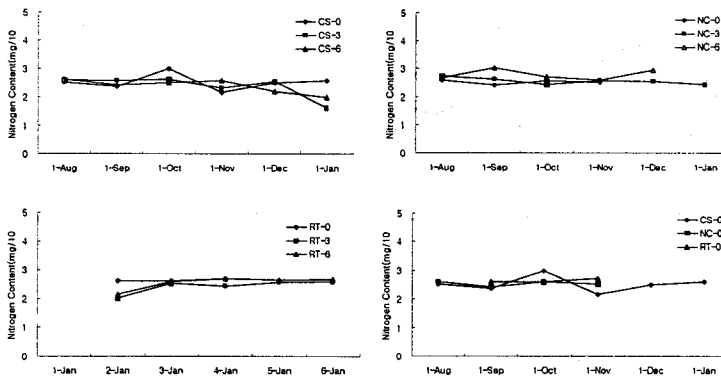 Nitrogen Content(mg/10
5
4
3
2
1
0
1-Aug 1-Sep 1-Oct 1-Nov 1-Dec 1-Jan
CS-0
CS-3
CS-6
Nitrogen Content(mg/10
5
4
3
2
1
0
1-Aug 1-Sep 1-Oct 1-Nov 1-Dec 1-Jan
NC-0
NC-3
NC-6
Nitrogen Content(mg/10
5
4
3
2
1
0
1-Jan 2-Jan 3-Jan 4-Jan 5-Jan 6-Jan
RT-0
RT-3
RT-6
Nitrogen Content(mg/10
5
4
3
2
1
0
1-Aug 1-Sep 1-Oct 1-Nov 1-Dec 1-Jan
CS-0
NC-0
RT-0